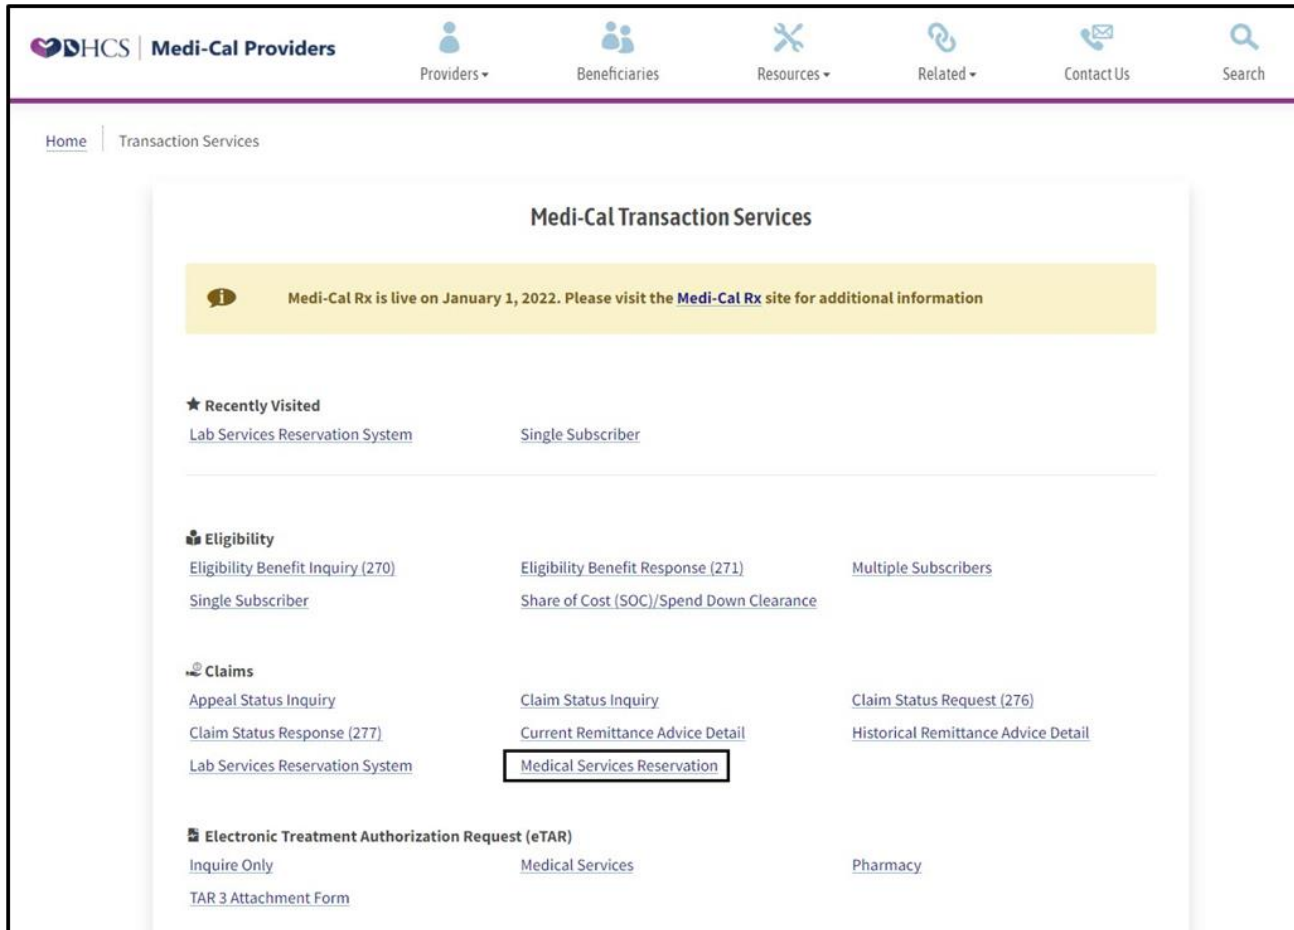 DHCS | Medi-Cal Providers
Providers Beneficiaries Resources Related Contact Us Search
Home Transaction Services
Medi-Cal Transaction Services
Medi-Cal Rx is live on January 1, 2022. Please visit the Medi-Cal Rx site for additional information
Recently Visited
Lab Services Reservation System Single Subscriber
Eligibility
Eligibility Benefit Inquiry (270) Eligibility Benefit Response (271) Multiple Subscribers
Single Subscriber Share of Cost (SOC)/Spend Down Clearance
Claims
Appeal Status Inquiry Claim Status Inquiry Claim Status Request (276)
Claim Status Response (277) Current Remittance Advice Detail Historical Remittance Advice Detail
Lab Services Reservation System Medical Services Reservation
Electronic Treatment Authorization Request (eTAR)
Inquire Only Medical Services Pharmacy
TAR 3 Attachment Form